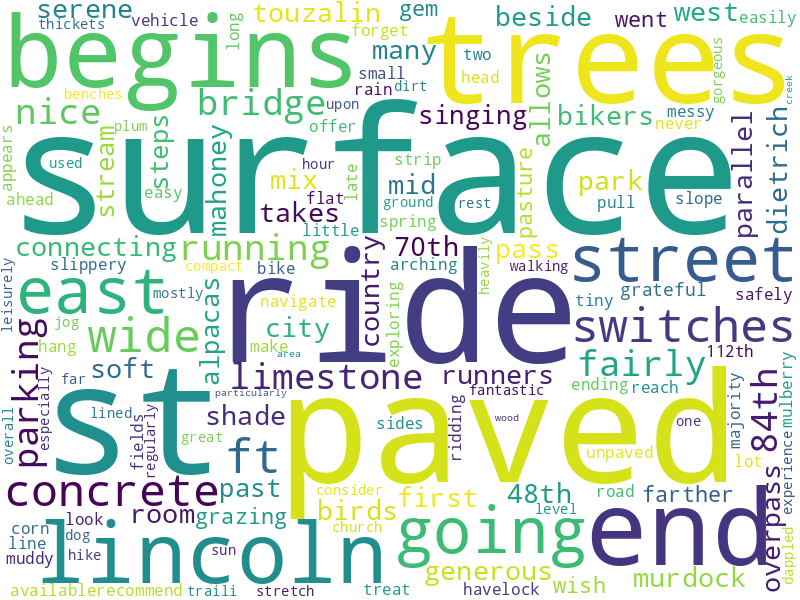 serene
thickets
vehicle
long
touzalin
forget
gem
beside
went
west
easily
begins
trees
benches
many
two
small
rain
dirt
head
gorgeous
creek
nice
bridge
upon
singing
allows
bikers
messy
never
appears
plum
steps
offer
stream
used
surface
strip
mid
park
parallel
dietrich
ahead
easy
mahoney
mix
hour
flat
late
ground
rest
pull
slope
takes
little
spring
pasture
connecting
running
country
70th
pass
street
slippery
compact
bike
arching
heavily
walking
leisurely
east
mostly
alpacas
navigate
exploring
ride
tiny
grateful
safely
jog
wide
city
make
switches
hang
area
112th
parking
soft
limestone
runners
ending
fairly
reach
mulberry
far
st
particularly
fantastic
84th
overall
especially
lined
fields
regularly
shade
paved
sides
ridding
wood
majority
one
great
unpaved
lot
experience
concrete
ft
past
consider
first
48th
road
farther
overpass
corn
look
room
grazing
birds
level
line
dog
church
going
end
muddy
lincoln
hike
sun
generous
murdock
dappled
available
recommend
traili
stretch
treat
havelock
wish